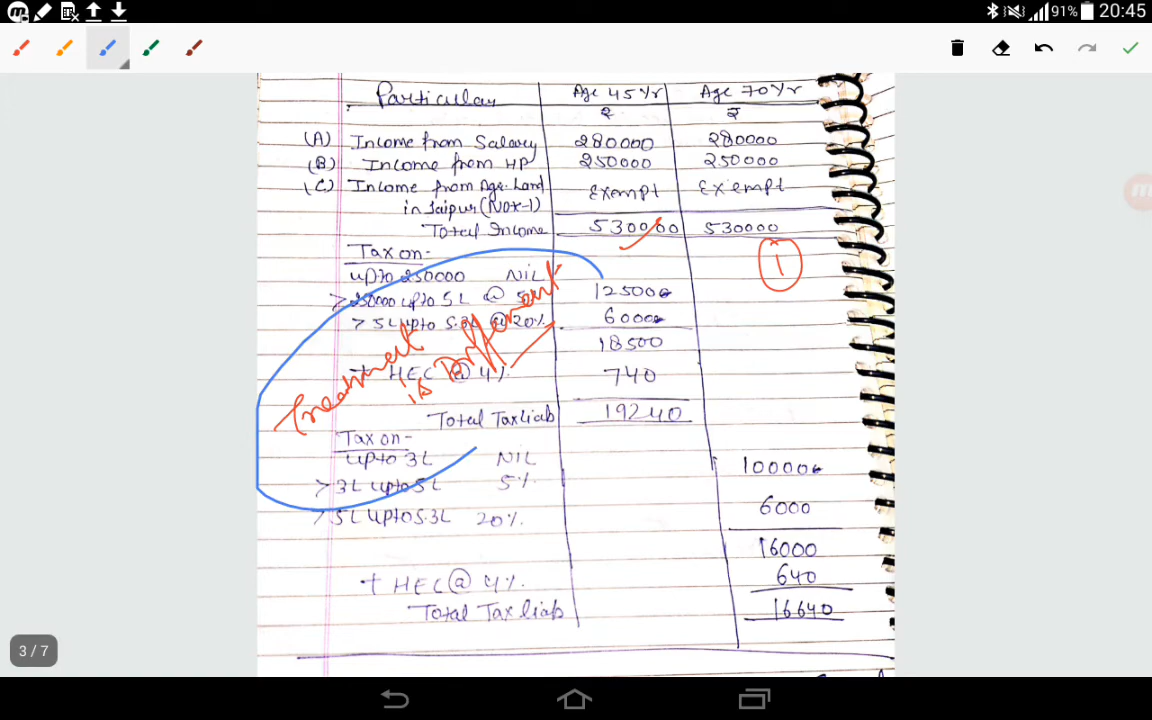 91% 20:45
Particular Age 45 Yr Age 70 Yr
₹ ₹
(A) Income from Salary 280000 280000
(B) Income from HP 250000 250000
(C) Income from Agr. Land Exempt Exempt
in Jaipur (Not-1)
Total Income 530000 530000
1
Tax on-
upto 250000 NIL
>250000 upto 5L @ 5 125000
>5L upto 5.3L @ 20% 6000
18500
+ HEC @ 4% 740
Total Tax liab 19240
Treatment
is Different
Tax on-
upto 3L NIL
>3L upto 5L 5% 10000
>5L upto 5.3L 20% 6000
16000
+ HEC @ 4% 640
Total Tax liab 16640
3 / 7